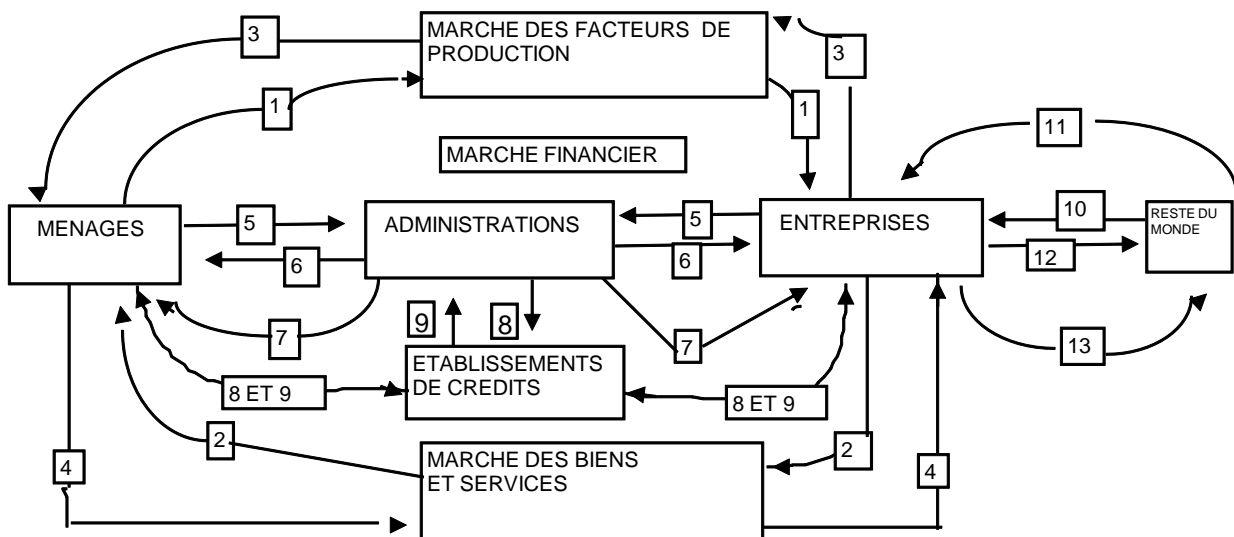 3
MARCHE DES FACTEURS DE
PRODUCTION
3
1
1
11
MARCHE FINANCIER
MENAGES
5
ADMINISTRATIONS
5
ENTREPRISES
10
RESTE DU
MONDE
6
6
12
7
9
8
7
13
ETABLISSEMENTS
DE CREDITS
8 ET 9
8 ET 9
2
2
4
MARCHE DES BIENS
ET SERVICES
4